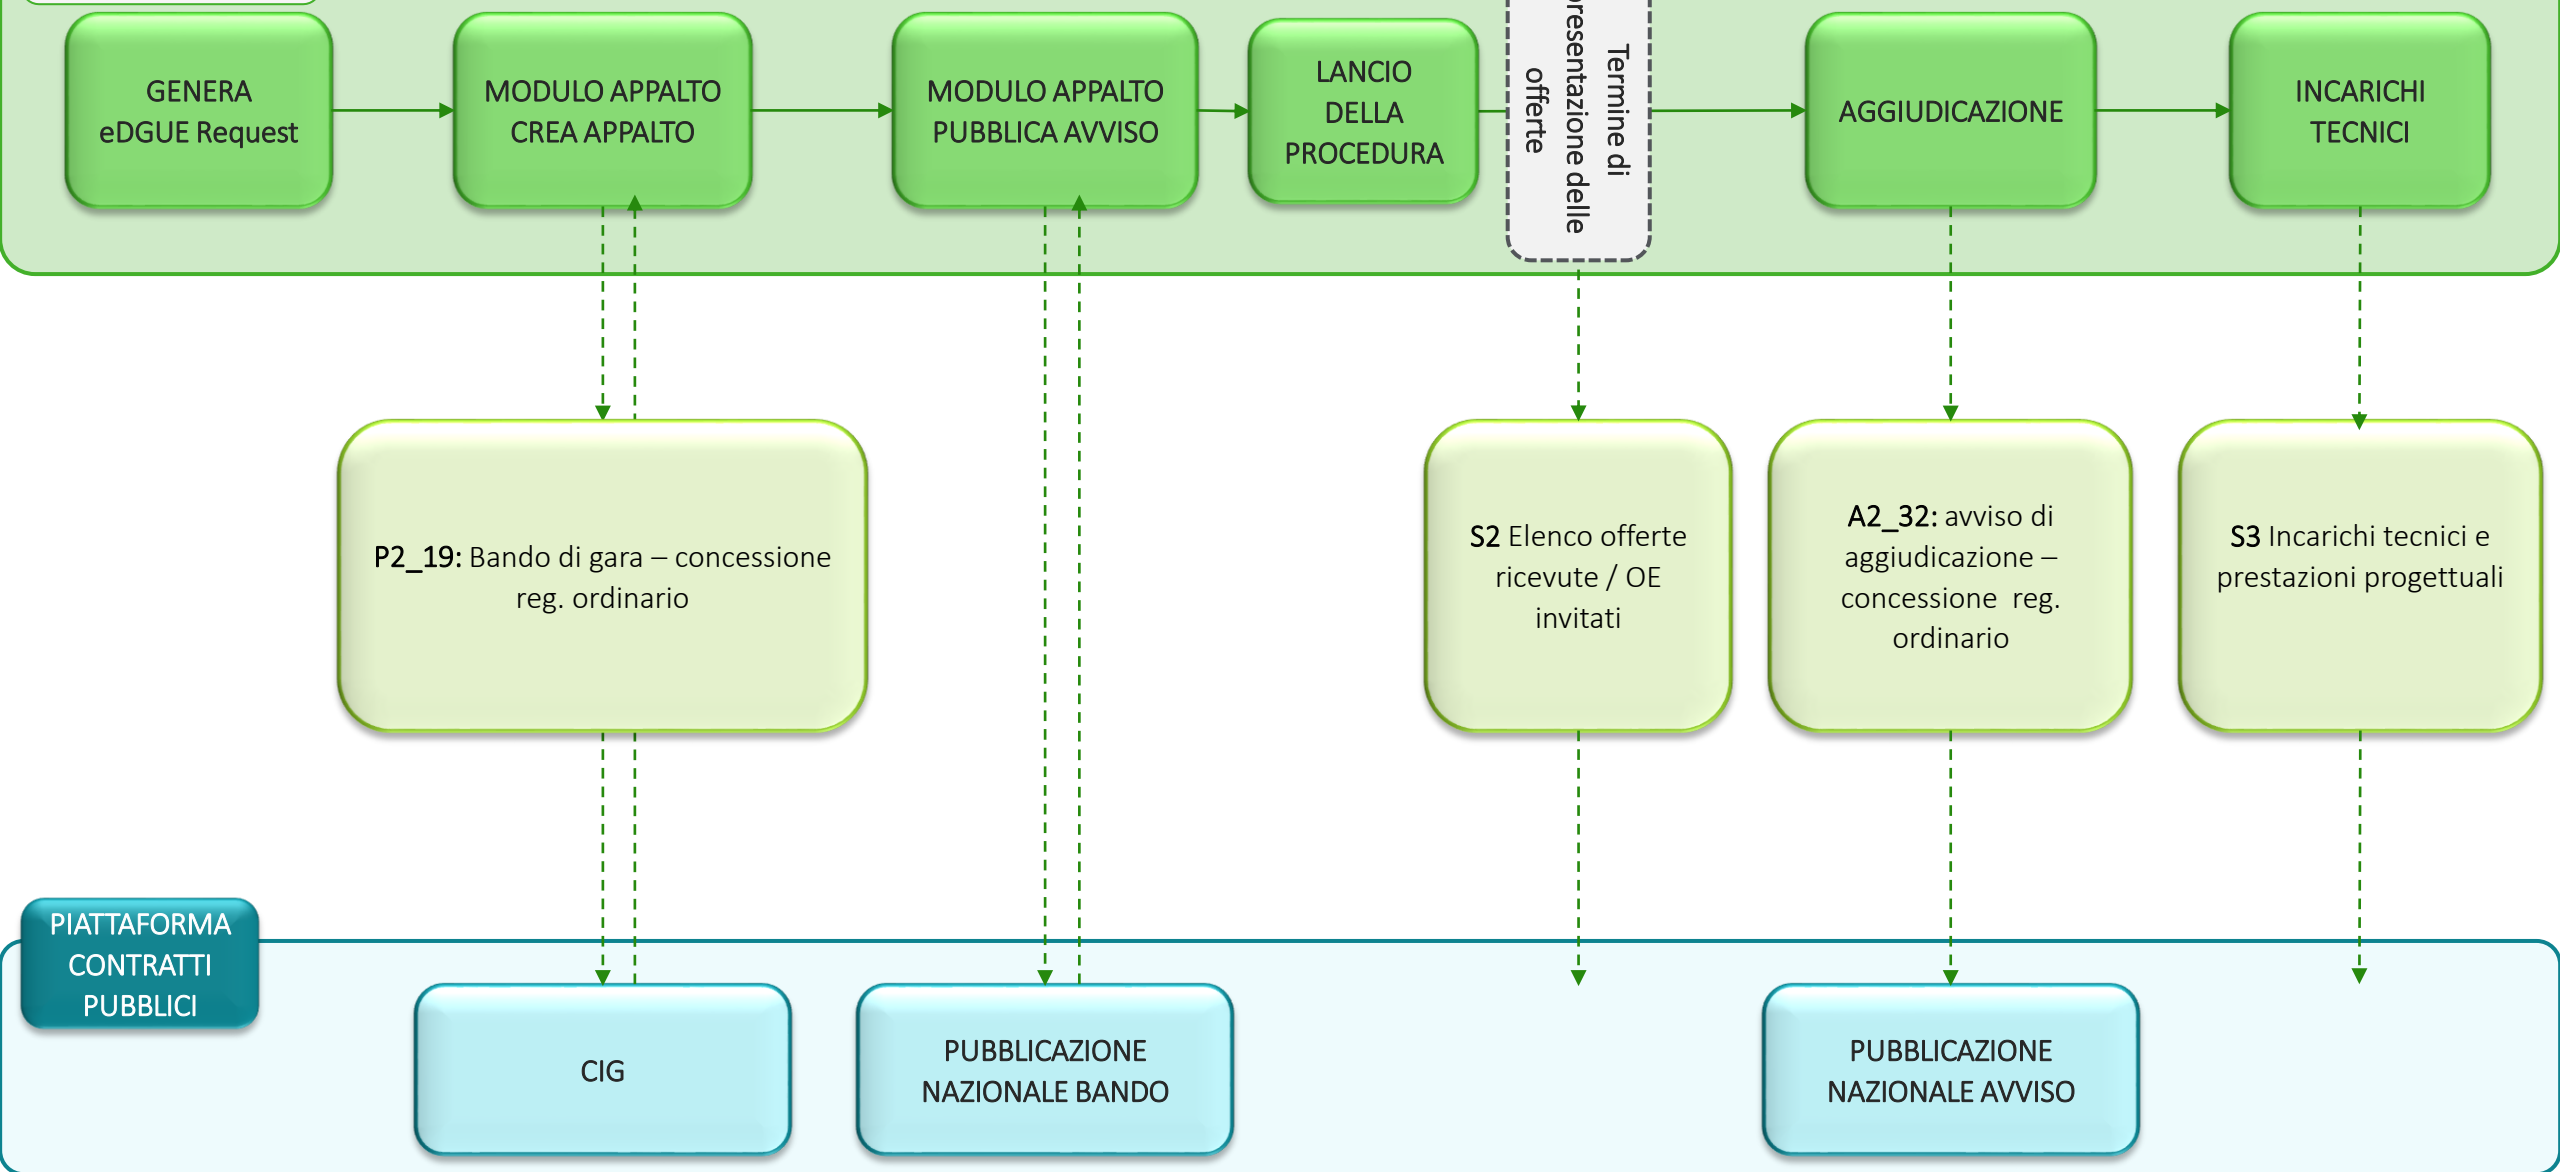 GENERA
eDGUE Request
MODULO APPALTO
CREA APPALTO
MODULO APPALTO
PUBBLICA AVVISO
LANCIO
DELLA
PROCEDURA
Termine di
presentazione delle
offerte
AGGIUDICAZIONE
INCARICHI
TECNICI
P2_19: Bando di gara – concessione
reg. ordinario
S2 Elenco offerte
ricevute / OE
invitati
A2_32: avviso di
aggiudicazione –
concessione reg.
ordinario
S3 Incarichi tecnici e
prestazioni progettuali
PIATTAFORMA
CONTRATTI
PUBBLICI
CIG
PUBBLICAZIONE
NAZIONALE BANDO
PUBBLICAZIONE
NAZIONALE AVVISO